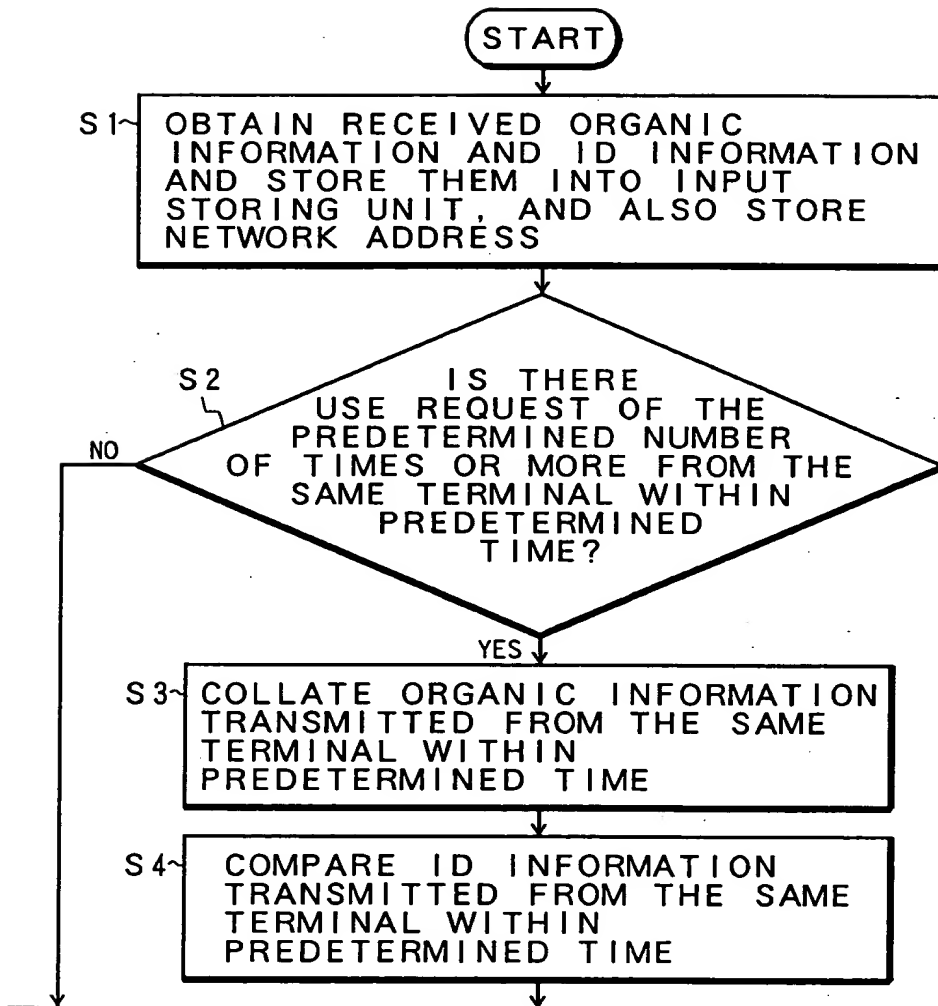 START
S1
OBTAIN RECEIVED ORGANIC
INFORMATION AND ID INFORMATION
AND STORE THEM INTO INPUT
STORING UNIT, AND ALSO STORE
NETWORK ADDRESS
S2
IS THERE
USE REQUEST OF THE
PREDETERMINED NUMBER
OF TIMES OR MORE FROM THE
SAME TERMINAL WITHIN
PREDETERMINED
TIME?
NO
YES
S3
COLLATE ORGANIC INFORMATION
TRANSMITTED FROM THE SAME
TERMINAL WITHIN
PREDETERMINED TIME
S4
COMPARE ID INFORMATION
TRANSMITTED FROM THE SAME
TERMINAL WITHIN
PREDETERMINED TIME